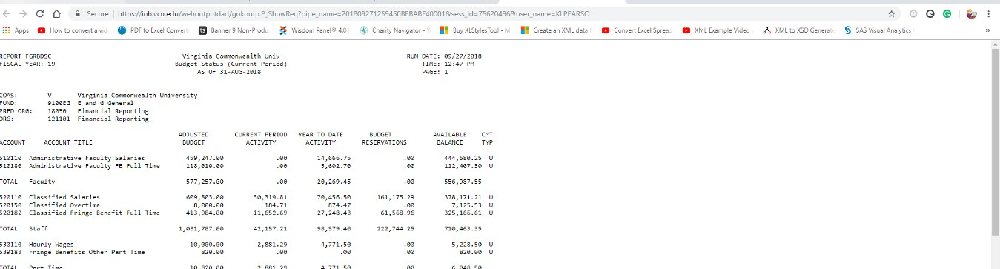 Secure | https://inb.vcu.edu/weboutputdad/gokoutp.P_ShowReq?pipe_name=201809271259450BEBABE40001&sess_id=75620496&user_name=KLPEARSO
Apps How to convert a vid PDF to Excel Convert Banner 9 Non-Produ Wisdom Panel® 4.0 | Charity Navigator - Y Buy XLStylesTool - M Create an XML data Convert Excel Spread XML Example Video XML to XSD Generat SAS Visual Analytics »
REPORT FGRBDSC Virginia Commonwealth Univ RUN DATE: 09/27/2018
FISCAL YEAR: 19 Budget Status (Current Period) TIME: 12:47 PM
AS OF 31-AUG-2018 PAGE: 1
COAS: V Virginia Commonwealth University
FUND: 9100EG E and G General
PRED ORG: 18050 Financial Reporting
ORG: 121101 Financial Reporting
ADJUSTED CURRENT PERIOD YEAR TO DATE BUDGET AVAILABLE CMT
ACCOUNT ACCOUNT TITLE BUDGET ACTIVITY ACTIVITY RESERVATIONS BALANCE TYP
510110 Administrative Faculty Salaries 459,247.00 .00 14,666.75 .00 444,580.25 U
510180 Administrative Faculty FB Full Time 118,010.00 .00 5,602.70 .00 112,407.30 U
TOTAL Faculty 577,257.00 .00 20,269.45 .00 556,987.55
520110 Classified Salaries 609,803.00 30,319.81 70,456.50 161,175.29 378,171.21 U
520150 Classified Overtime 8,000.00 184.71 874.47 .00 7,125.53 U
520182 Classified Fringe Benefit Full Time 413,984.00 11,652.69 27,248.43 61,568.96 325,166.61 U
TOTAL Staff 1,031,787.00 42,157.21 98,579.40 222,744.25 710,463.35
530110 Hourly Wages 10,000.00 2,881.29 4,771.50 .00 5,228.50 U
539183 Fringe Benefits Other Part Time 820.00 .00 .00 .00 820.00 U
TOTAL Part Time 10,820.00 2,881.29 4,771.50 .00 6,048.50